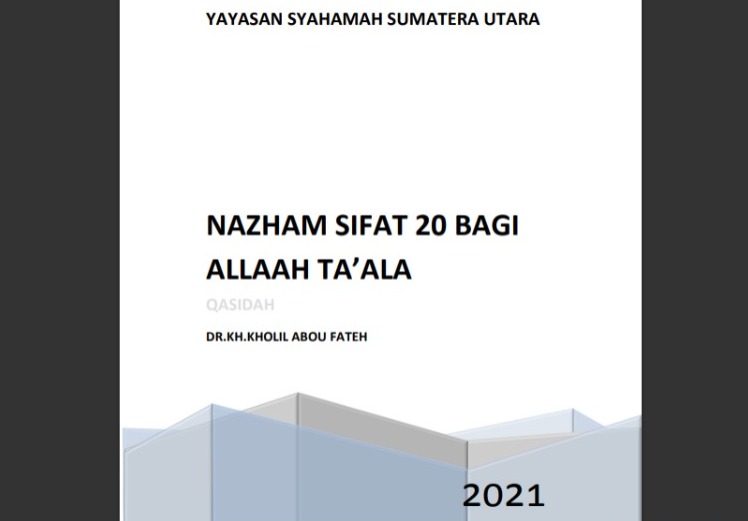 YAYASAN SYAHAMAH SUMATERA UTARA
NAZHAM SIFAT 20 BAGI
ALLAAH TA’ALA
QASIDAH
DR.KH.KHOLIL ABOU FATEH
2021